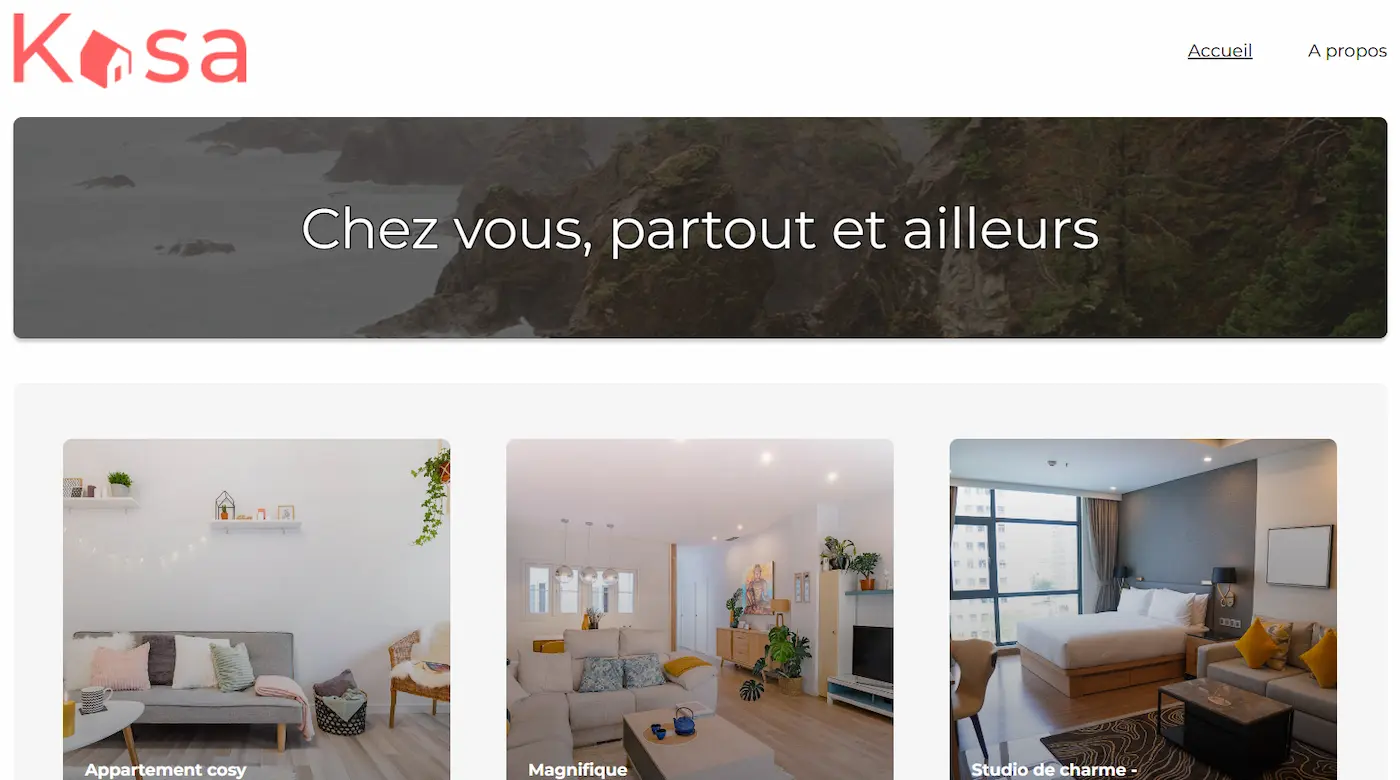 Kasa
Accueil
A propos
Chez vous, partout et ailleurs
Appartement cosy
Magnifique
Studio de charme -